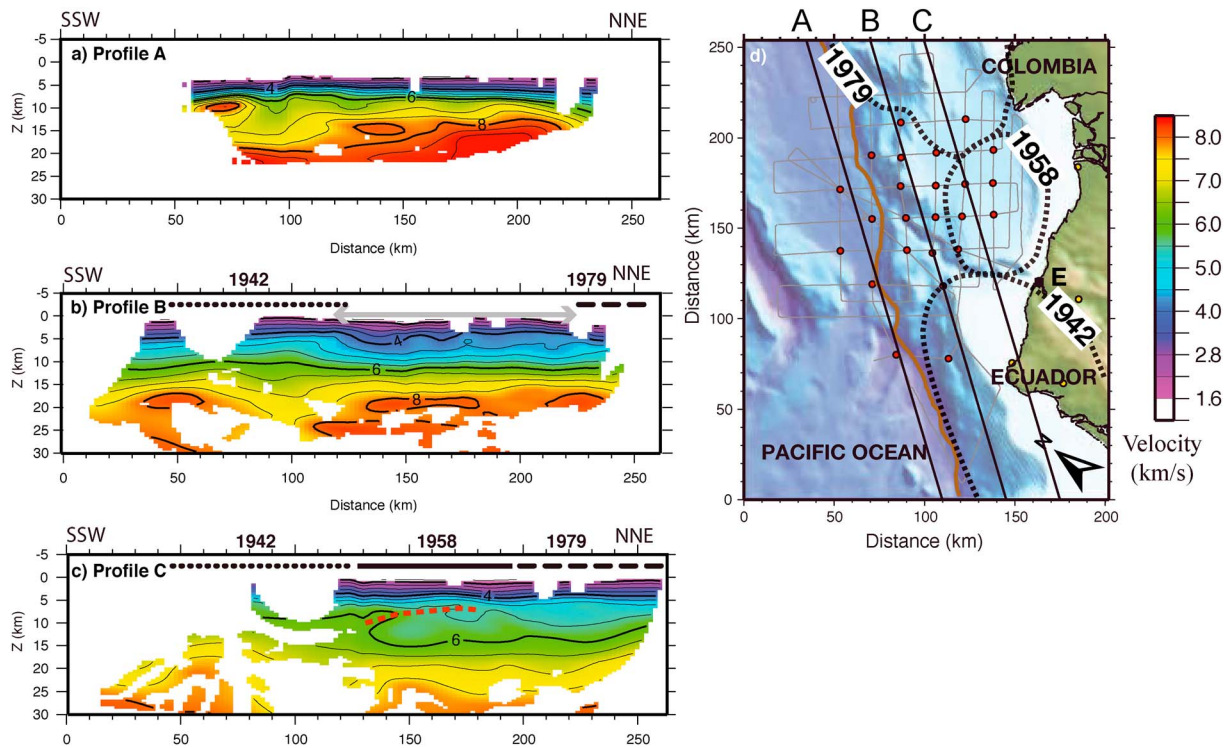 SSW NNE
a) Profile A
-5
0
5
10
15
20
25
30
Z (km)
4 6 8
0 50 100 150 200 250
Distance (km)
SSW 1942 1979 NNE
b) Profile B
-5
0
5
10
15
20
25
30
Z (km)
4
6
8
0 50 100 150 200 250
Distance (km)
SSW 1942 1958 1979 NNE
c) Profile C
-5
0
5
10
15
20
25
30
Z (km)
4
6
0 50 100 150 200 250
A B C
d)
250
200
150
100
50
0
Distance (km)
1979
COLOMBIA
1958
E
1942
ECUADOR
PACIFIC OCEAN
N
0 50 100 150 200
Distance (km)
8.0
7.0
6.0
5.0
4.0
2.8
1.6
Velocity
(km/s)